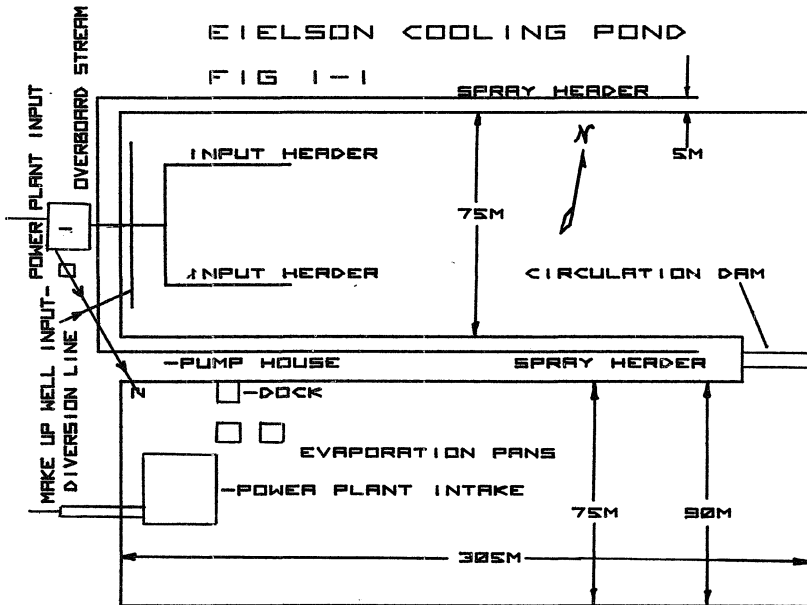 EIELSON COOLING POND
FIG 1-1
SPRAY HEADER
5M
N
INPUT HEADER
75M
INPUT HEADER
CIRCULATION DAM
OVERBOARD STREAM
POWER PLANT INPUT
1
MAKE UP WELL INPUT-
DIVERSION LINE
-PUMP HOUSE
SPRAY HEADER
2
-DOCK
EVAPORATION PANS
-POWER PLANT INTAKE
75M
90M
305M